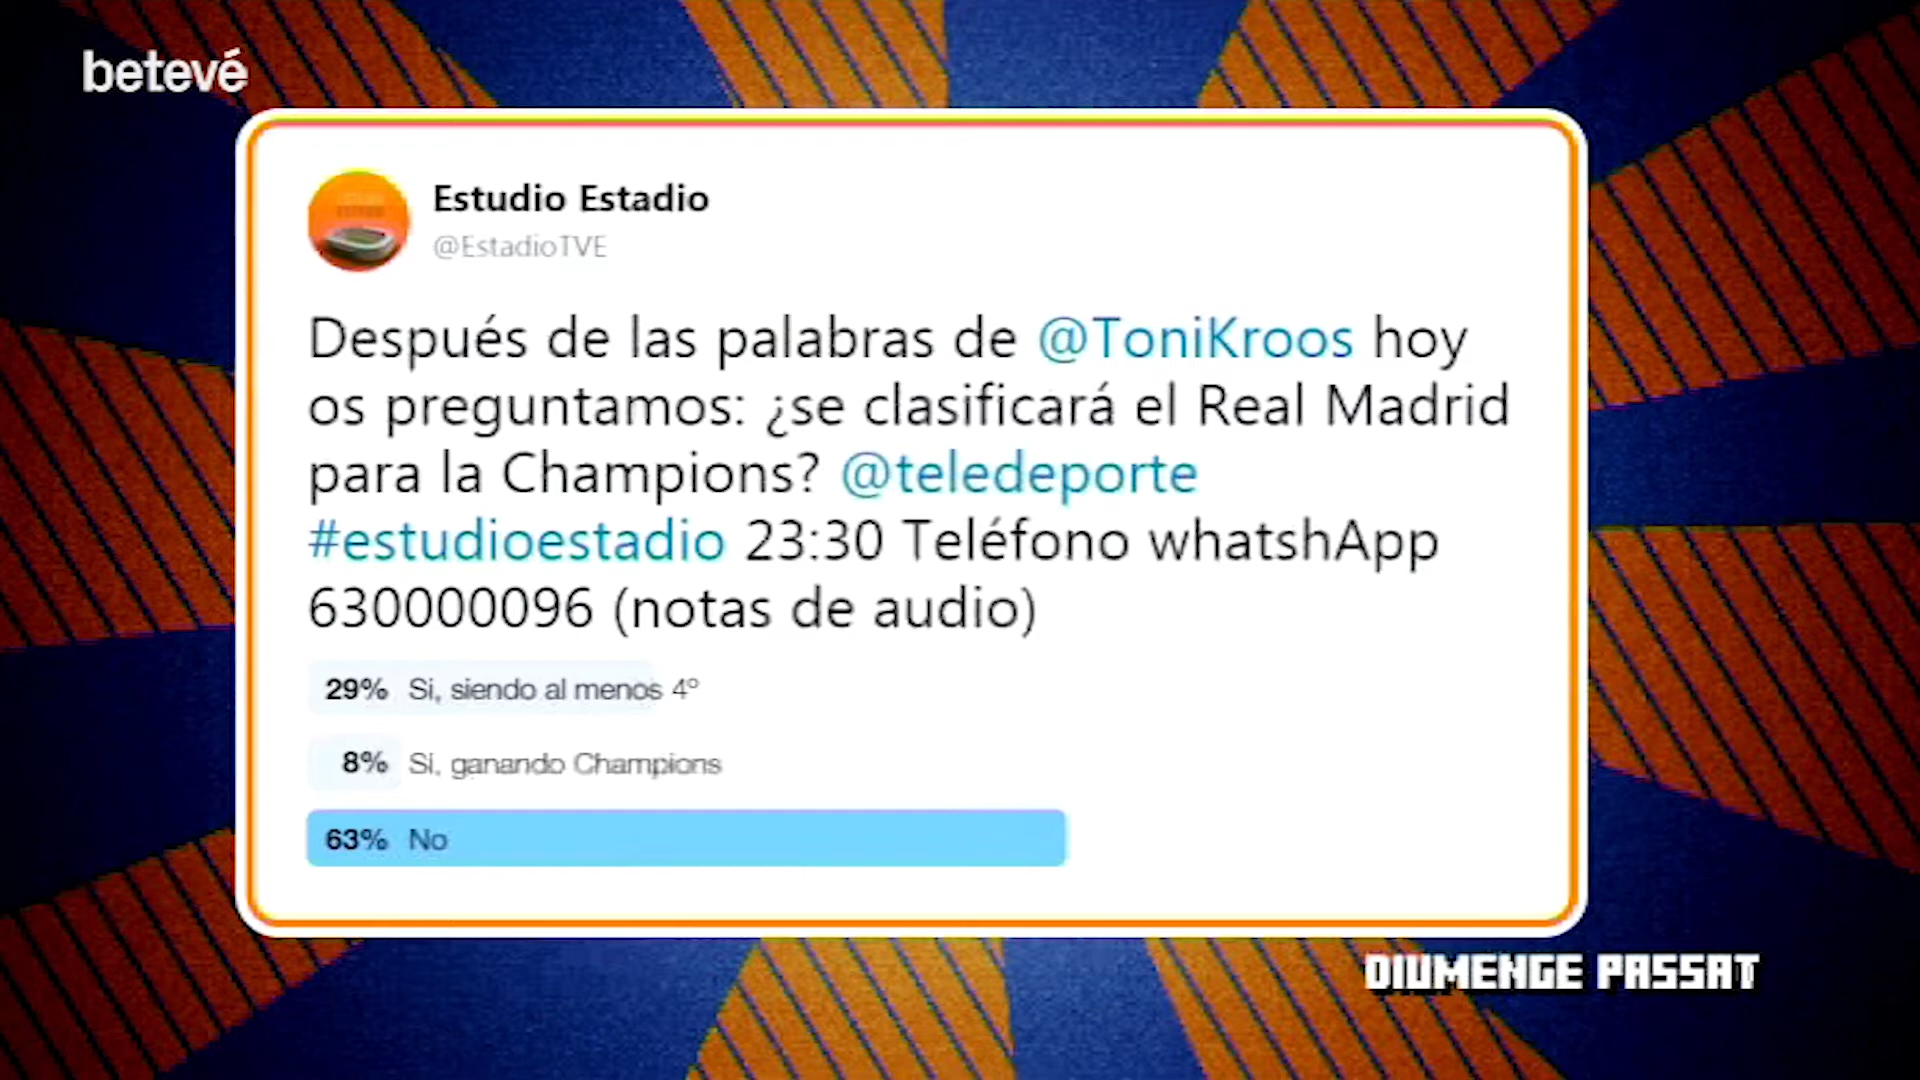 betevé
Estudio Estadio
@EstadioTVE
Después de las palabras de @ToniKroos hoy
os preguntamos: ¿se clasificará el Real Madrid
para la Champions? @teledeporte
#estudioestadio 23:30 Teléfono whatshApp
630000096 (notas de audio)
29% Si, siendo al menos 4º
8% Si, ganando Champions
63% No
DIUMENGE PASSAT